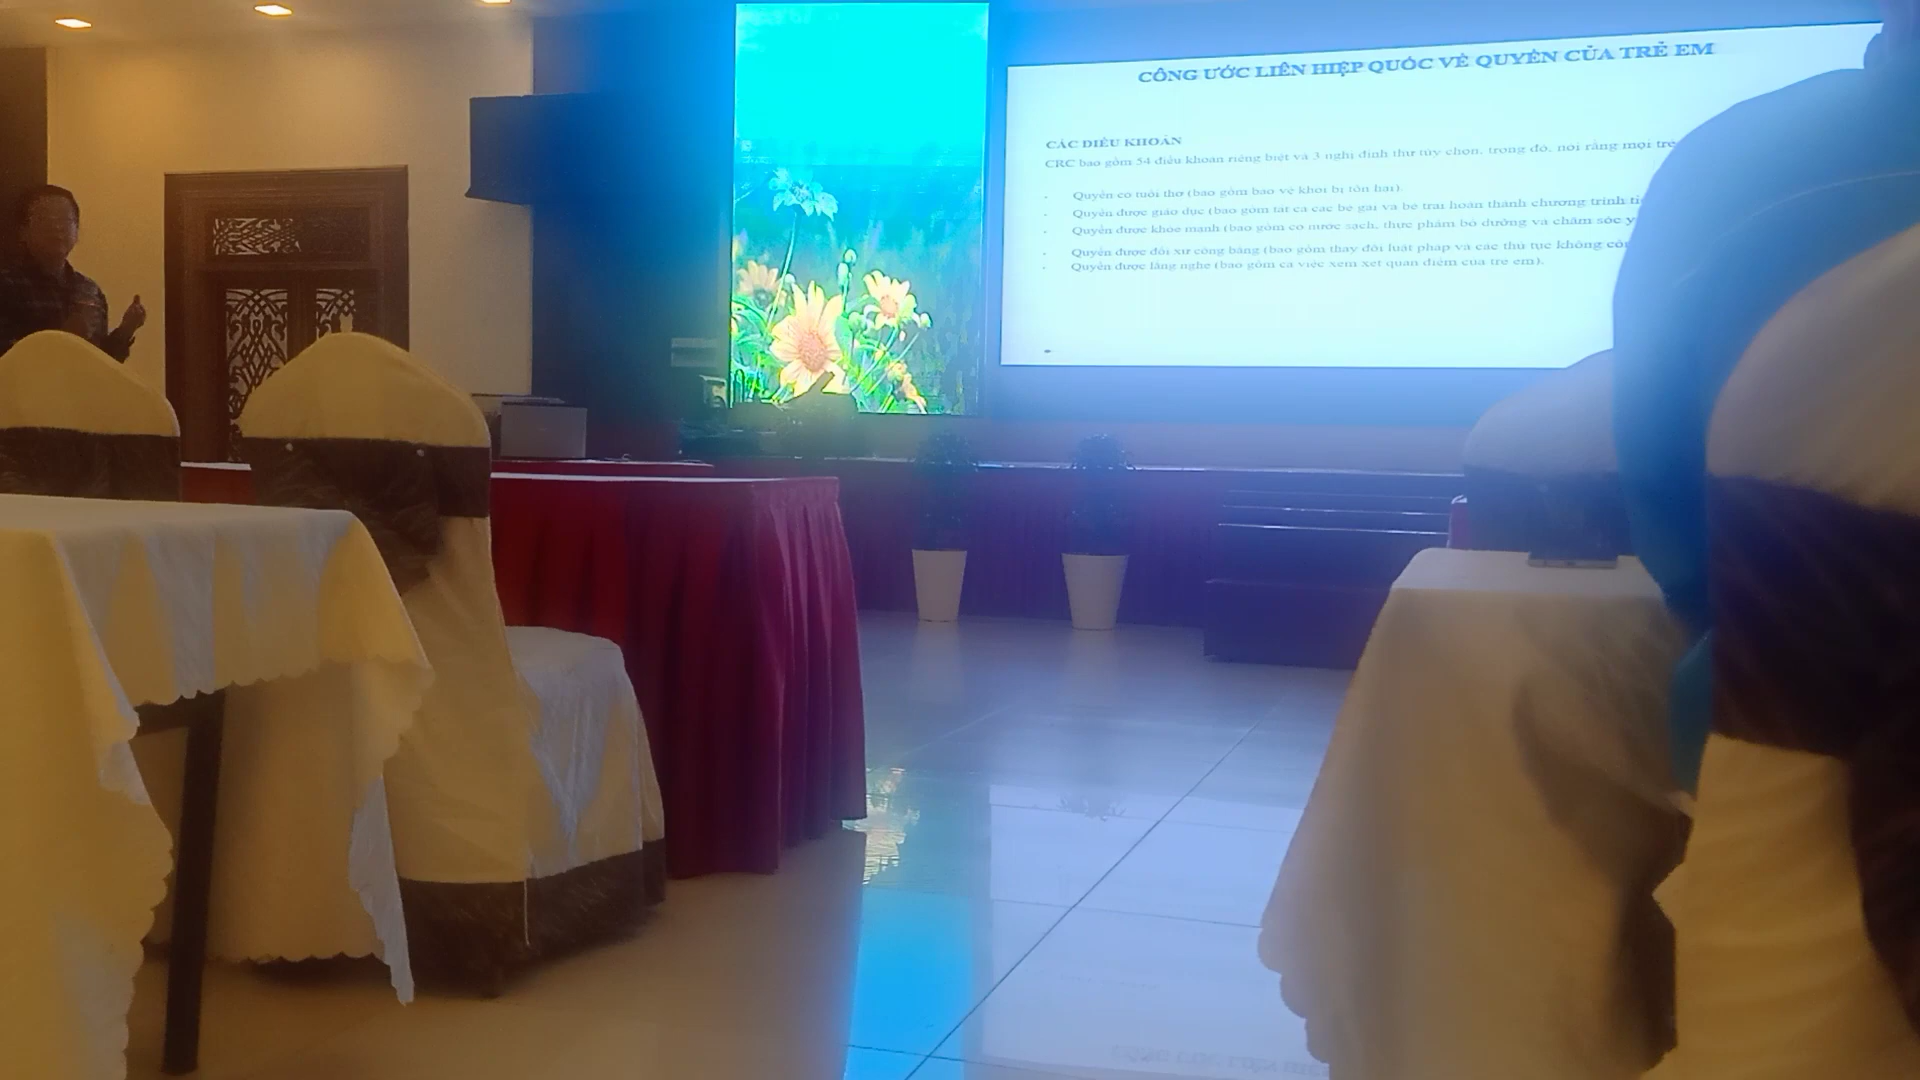 CÔNG ƯỚC LIÊN HIỆP QUỐC VỀ QUYỀN CỦA TRẺ EM
CÁC ĐIỀU KHOẢN
CRC bao gồm 54 điều khoản riêng biệt và 3 nghị định thư tùy chọn, trong đó, nói rằng mọi trẻ
Quyền có tuổi thơ (bao gồm bảo vệ khỏi bị tổn hại).
Quyền được giáo dục (bao gồm tất cả các bé gái và bé trai hoàn thành chương trình
Quyền được khỏe mạnh (bao gồm có nước sạch, thực phẩm bổ dưỡng và chăm sóc
Quyền được đối xử công bằng (bao gồm thay đổi luật pháp và các thủ tục không
Quyền được lắng nghe (bao gồm cả việc xem xét quan điểm của trẻ em).